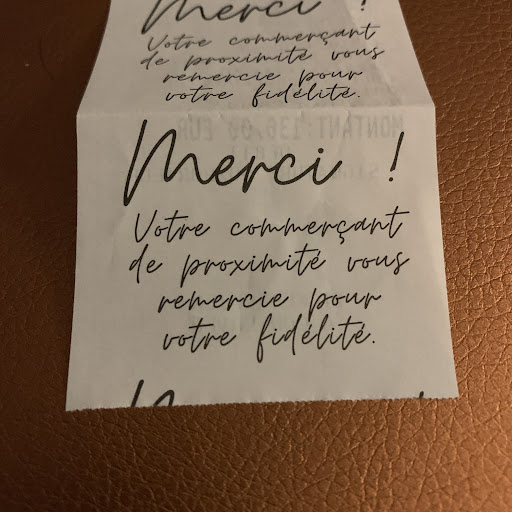 Merci !
Votre commerçant
de proximité vous
remercie pour
votre fidélité.
Merci !
Votre commerçant
de proximité vous
remercie pour
votre fidélité.